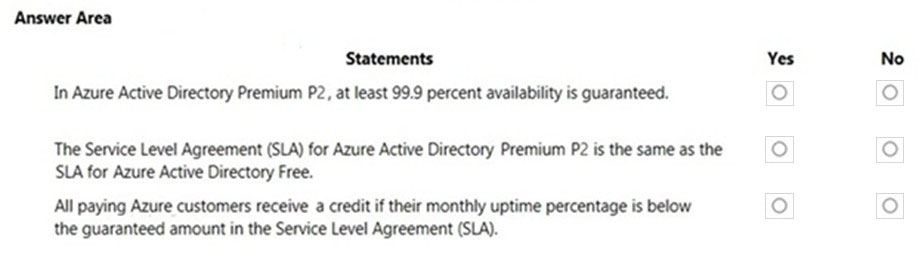 Answer Area
Statements Yes No
In Azure Active Directory Premium P2, at least 99.9 percent availability is guaranteed.
The Service Level Agreement (SLA) for Azure Active Directory Premium P2 is the same as the
SLA for Azure Active Directory Free.
All paying Azure customers receive a credit if their monthly uptime percentage is below
the guaranteed amount in the Service Level Agreement (SLA).